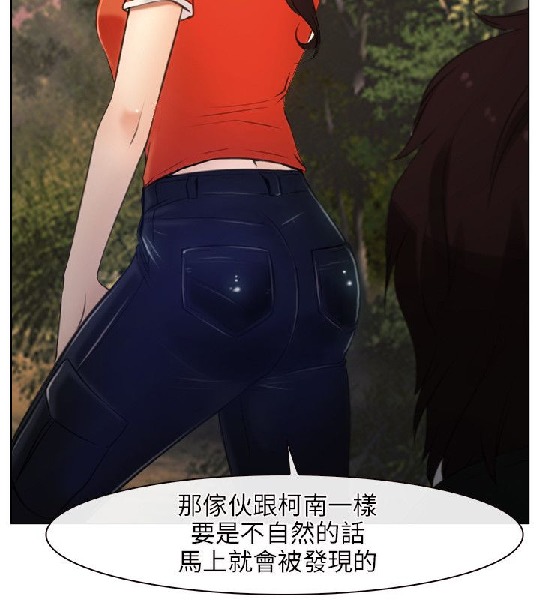 那傢伙跟柯南一樣
要是不自然的話
馬上就會被發現的